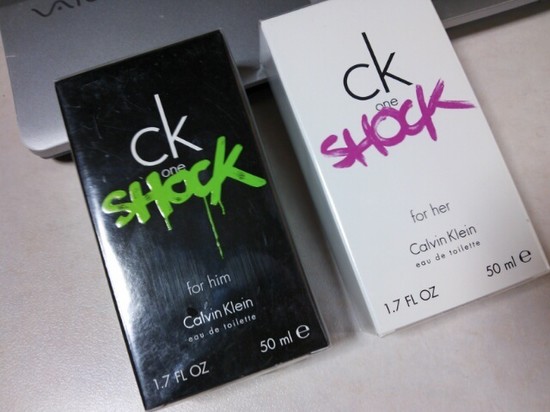 ck
one
SHOCK
for him
Calvin Klein
eau de toilette
1.7 FL OZ
50 ml e
ck
one
SHOCK
for her
Calvin Klein
eau de toilette
1.7 FL OZ
50 ml e